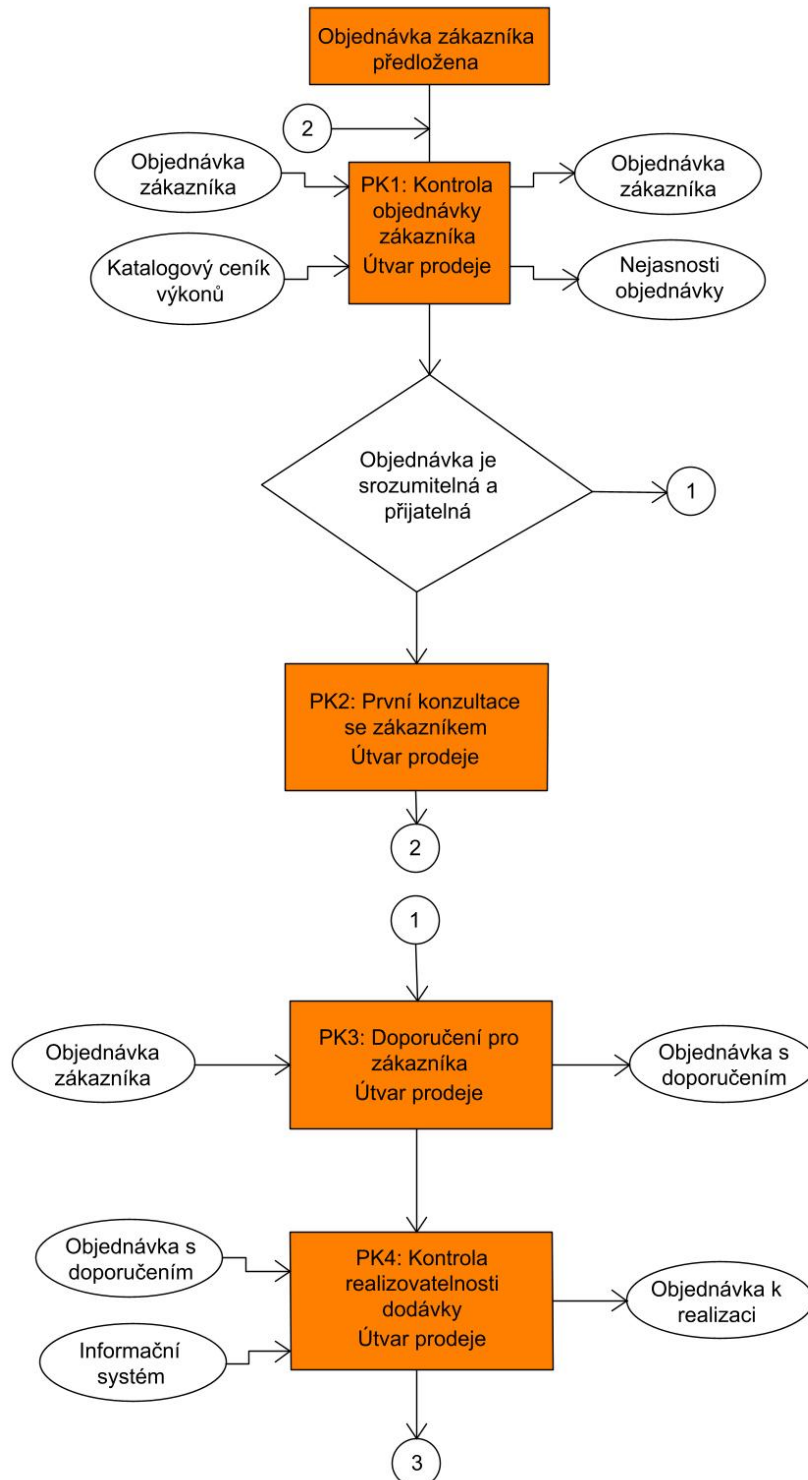 Objednávka zákazníka
předložena
2
Objednávka
zákazníka
PK1: Kontrola
objednávky
zákazníka
Útvar prodeje
Objednávka
zákazníka
Katalogový ceník
výkonů
Nejasnosti
objednávky
Objednávka je
srozumitelná a
přijatelná
1
PK2: První konzultace
se zákazníkem
Útvar prodeje
2
1
Objednávka
zákazníka
PK3: Doporučení pro
zákazníka
Útvar prodeje
Objednávka s
doporučením
Objednávka s
doporučením
PK4: Kontrola
realizovatelnosti
dodávky
Útvar prodeje
Objednávka k
realizaci
Informační
systém
3